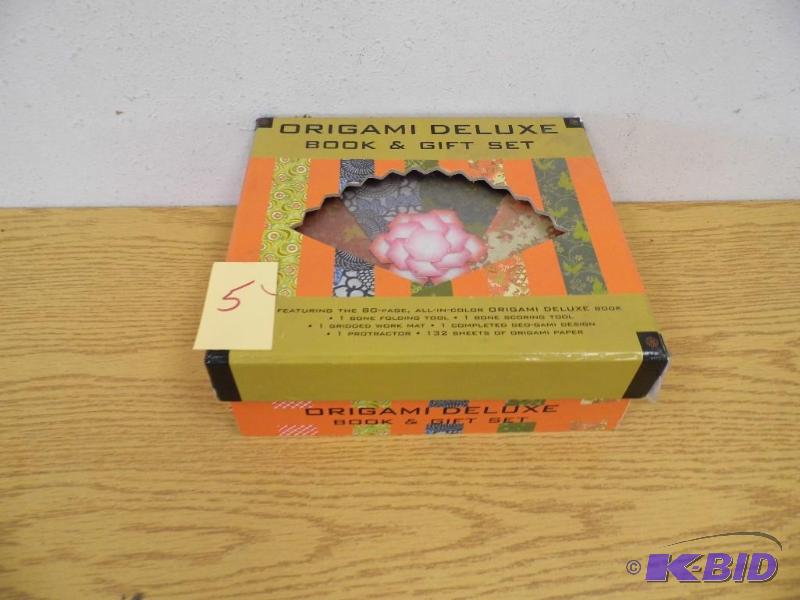 ORIGAMI DELUXE
BOOK & GIFT SET
5
FEATURING THE 80-PAGE, ALL-IN-COLOR ORIGAMI DELUXE BOOK
• 1 BONE FOLDING TOOL • 1 BONE SCORING TOOL
• 1 GRIDDED WORK MAT • 1 COMPLETED GEO-GAMI DESIGN
• 1 PROTRACTOR • 132 SHEETS OF ORIGAMI PAPER
ORIGAMI DELUXE
BOOK & GIFT SET
© K-BID